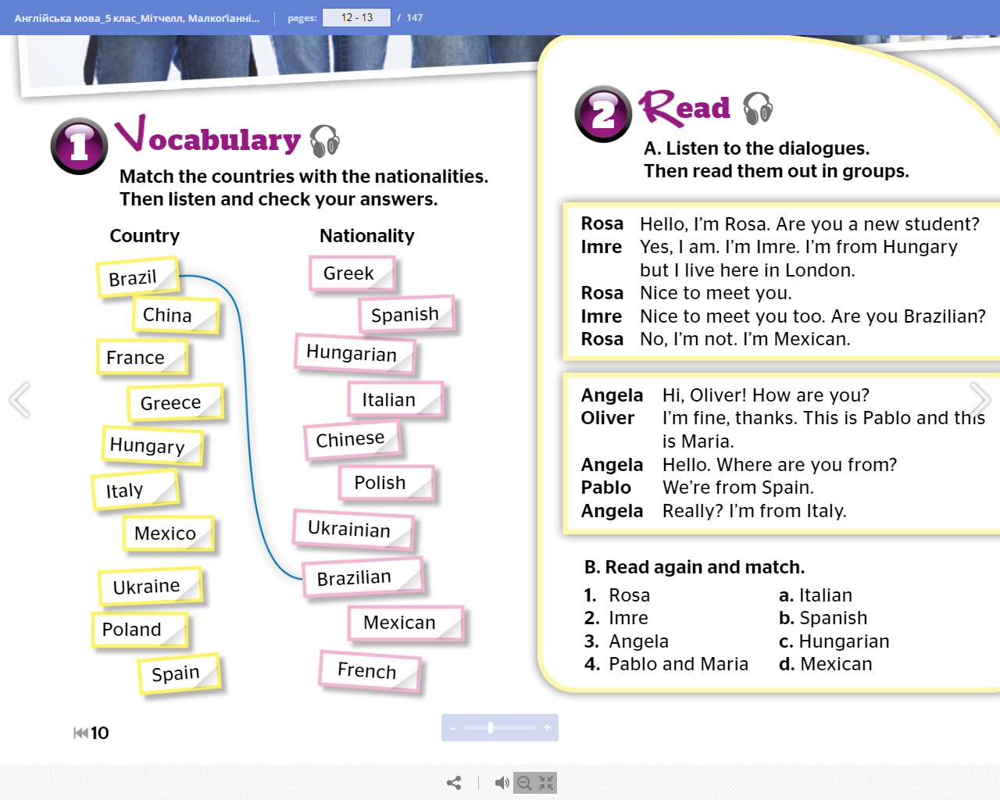 Англійська мова_5 клас_Мітчелл, Малкоґіанні...
pages: 12 - 13 / 147
1 Vocabulary
Match the countries with the nationalities.
Then listen and check your answers.
Country
Nationality
Brazil
China
France
Greece
Hungary
Italy
Mexico
Ukraine
Poland
Spain
Greek
Spanish
Hungarian
Italian
Chinese
Polish
Ukrainian
Brazilian
Mexican
French
10
2 Read
A. Listen to the dialogues.
Then read them out in groups.
Rosa Hello, I'm Rosa. Are you a new student?
Imre Yes, I am. I'm Imre. I'm from Hungary
but I live here in London.
Rosa Nice to meet you.
Imre Nice to meet you too. Are you Brazilian?
Rosa No, I'm not. I'm Mexican.
Angela Hi, Oliver! How are you?
Oliver I'm fine, thanks. This is Pablo and this
is Maria.
Angela Hello. Where are you from?
Pablo We're from Spain.
Angela Really? I'm from Italy.
B. Read again and match.
1. Rosa a. Italian
2. Imre b. Spanish
3. Angela c. Hungarian
4. Pablo and Maria d. Mexican